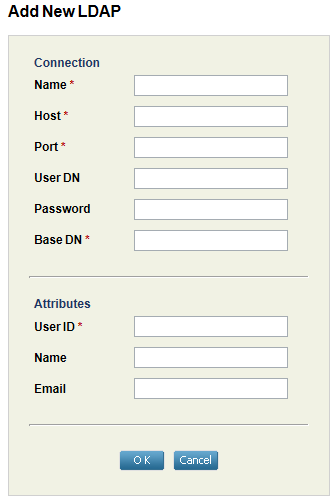 Add New LDAP
Connection
Name *
Host *
Port *
User DN
Password
Base DN *
Attributes
User ID *
Name
Email
OK Cancel